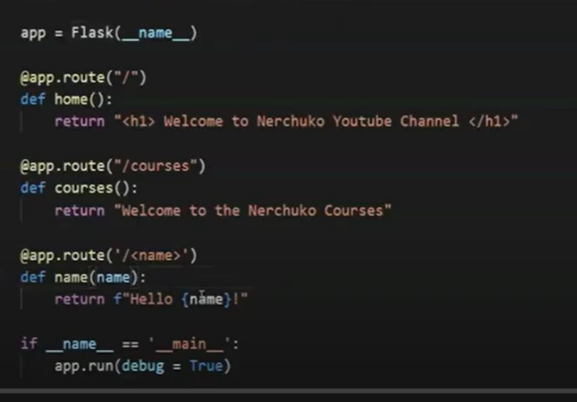 app = Flask(__name__)
@app.route("/")
def home():
    return "<h1> Welcome to Nerchuko Youtube Channel </h1>"
@app.route("/courses")
def courses():
    return "Welcome to the Nerchuko Courses"
@app.route('/<name>')
def name(name):
    return f"Hello {name}!"
if __name__ == '__main__':
    app.run(debug = True)